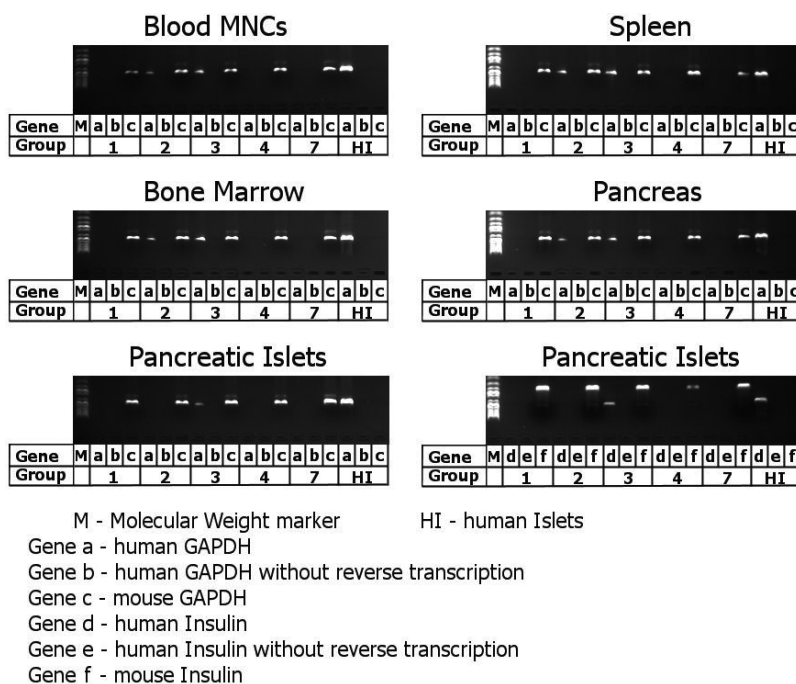 Blood MNCs
Spleen
Gene M a b c a b c a b c a b c a b c a b c
Group 1 2 3 4 7 HI
Gene M a b c a b c a b c a b c a b c a b c
Group 1 2 3 4 7 HI
Bone Marrow
Pancreas
Gene M a b c a b c a b c a b c a b c a b c
Group 1 2 3 4 7 HI
Gene M a b c a b c a b c a b c a b c a b c
Group 1 2 3 4 7 HI
Pancreatic Islets
Pancreatic Islets
Gene M a b c a b c a b c a b c a b c a b c
Group 1 2 3 4 7 HI
Gene M d e f d e f d e f d e f d e f d e f
Group 1 2 3 4 7 HI
M - Molecular Weight marker
HI - human Islets
Gene a - human GAPDH
Gene b - human GAPDH without reverse transcription
Gene c - mouse GAPDH
Gene d - human Insulin
Gene e - human Insulin without reverse transcription
Gene f - mouse Insulin